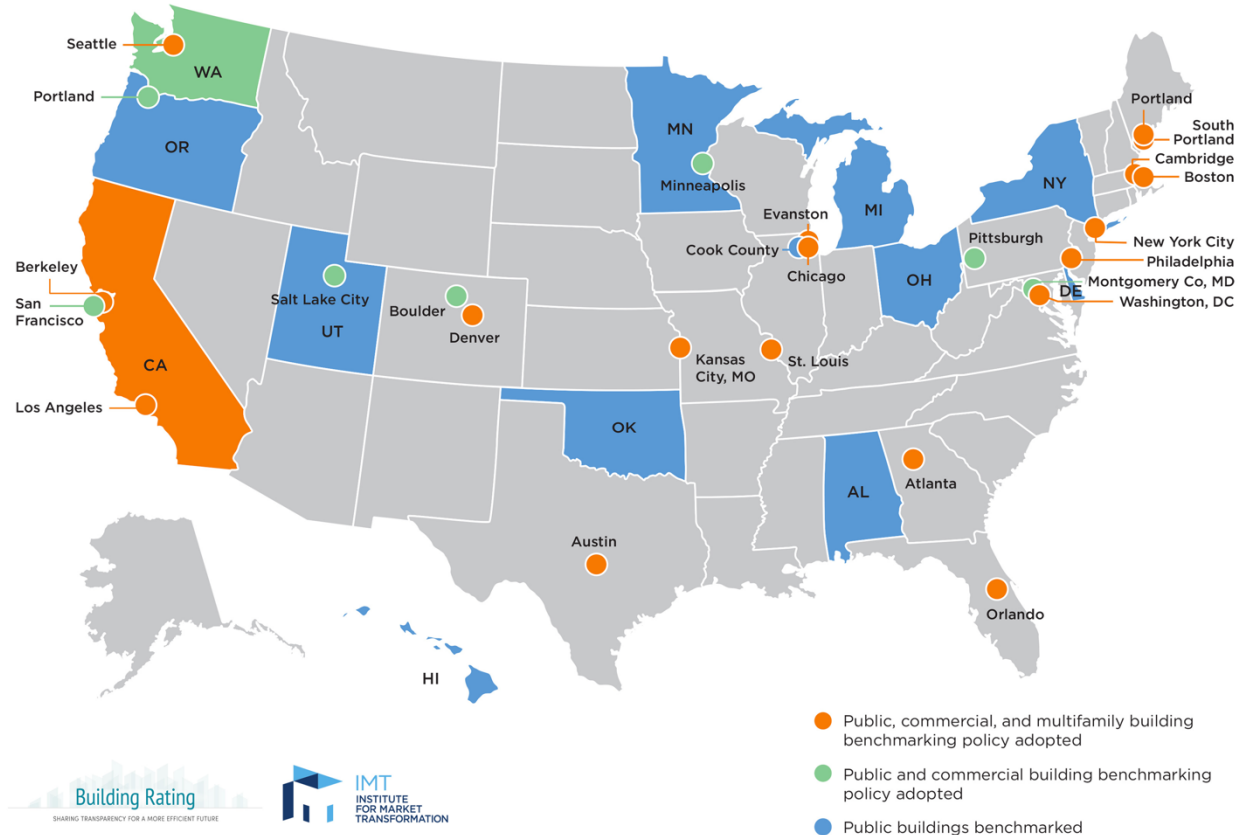 Seattle
WA
Portland
OR
Berkeley
San
Francisco
CA
Los Angeles
Salt Lake City
UT
Boulder
Denver
MN
Minneapolis
Evanston
Cook County
Chicago
MI
OH
Kansas
City, MO
St. Louis
OK
Austin
AL
Atlanta
Orlando
HI
NY
Pittsburgh
DE
Portland
South
Portland
Cambridge
Boston
New York City
Philadelphia
Montgomery Co, MD
Washington, DC
Public, commercial, and multifamily building
benchmarking policy adopted
Public and commercial building benchmarking
policy adopted
Public buildings benchmarked
Building Rating
SHARING TRANSPARENCY FOR A MORE EFFICIENT FUTURE
IMT
INSTITUTE
FOR MARKET
TRANSFORMATION